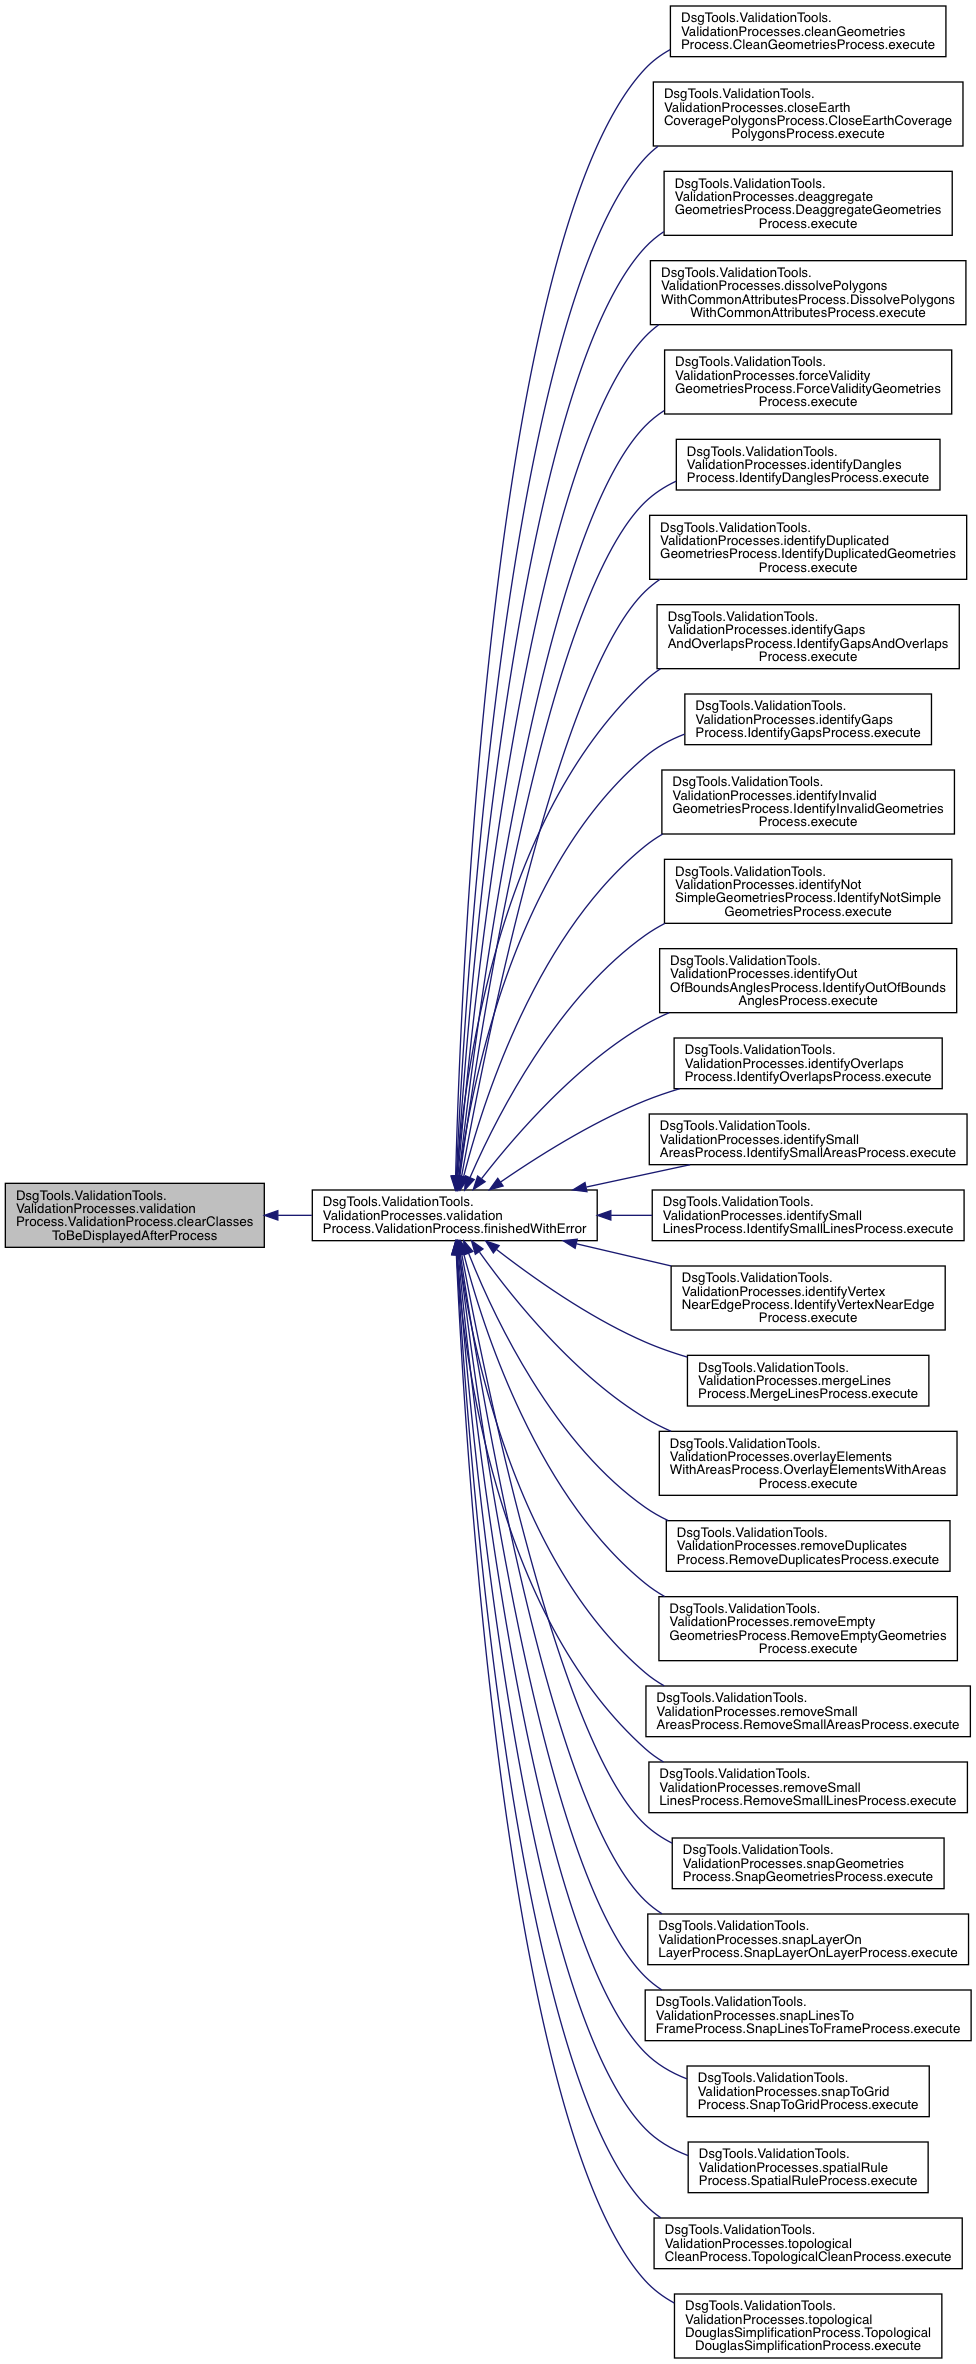 DsgTools.ValidationTools.
ValidationProcesses.cleanGeometries
Process.CleanGeometriesProcess.execute
DsgTools.ValidationTools.
ValidationProcesses.closeEarth
CoveragePolygonsProcess.CloseEarthCoverage
PolygonsProcess.execute
DsgTools.ValidationTools.
ValidationProcesses.deaggregate
GeometriesProcess.DeaggregateGeometries
Process.execute
DsgTools.ValidationTools.
ValidationProcesses.dissolvePolygons
WithCommonAttributesProcess.DissolvePolygons
WithCommonAttributesProcess.execute
DsgTools.ValidationTools.
ValidationProcesses.forceValidity
GeometriesProcess.ForceValidityGeometries
Process.execute
DsgTools.ValidationTools.
ValidationProcesses.identifyDangles
Process.IdentifyDanglesProcess.execute
DsgTools.ValidationTools.
ValidationProcesses.identifyDuplicated
GeometriesProcess.IdentifyDuplicatedGeometries
Process.execute
DsgTools.ValidationTools.
ValidationProcesses.identifyGaps
AndOverlapsProcess.IdentifyGapsAndOverlaps
Process.execute
DsgTools.ValidationTools.
ValidationProcesses.identifyGaps
Process.IdentifyGapsProcess.execute
DsgTools.ValidationTools.
ValidationProcesses.identifyInvalid
GeometriesProcess.IdentifyInvalidGeometries
Process.execute
DsgTools.ValidationTools.
ValidationProcesses.identifyNot
SimpleGeometriesProcess.IdentifyNotSimple
GeometriesProcess.execute
DsgTools.ValidationTools.
ValidationProcesses.identifyOut
OfBoundsAnglesProcess.IdentifyOutOfBounds
AnglesProcess.execute
DsgTools.ValidationTools.
ValidationProcesses.identifyOverlaps
Process.IdentifyOverlapsProcess.execute
DsgTools.ValidationTools.
ValidationProcesses.identifySmall
AreasProcess.IdentifySmallAreasProcess.execute
DsgTools.ValidationTools.
ValidationProcesses.validation
Process.ValidationProcess.clearClasses
ToBeDisplayedAfterProcess
DsgTools.ValidationTools.
ValidationProcesses.validation
Process.ValidationProcess.finishedWithError
DsgTools.ValidationTools.
ValidationProcesses.identifySmall
LinesProcess.IdentifySmallLinesProcess.execute
DsgTools.ValidationTools.
ValidationProcesses.identifyVertex
NearEdgeProcess.IdentifyVertexNearEdge
Process.execute
DsgTools.ValidationTools.
ValidationProcesses.mergeLines
Process.MergeLinesProcess.execute
DsgTools.ValidationTools.
ValidationProcesses.overlayElements
WithAreasProcess.OverlayElementsWithAreas
Process.execute
DsgTools.ValidationTools.
ValidationProcesses.removeDuplicates
Process.RemoveDuplicatesProcess.execute
DsgTools.ValidationTools.
ValidationProcesses.removeEmpty
GeometriesProcess.RemoveEmptyGeometries
Process.execute
DsgTools.ValidationTools.
ValidationProcesses.removeSmall
AreasProcess.RemoveSmallAreasProcess.execute
DsgTools.ValidationTools.
ValidationProcesses.removeSmall
LinesProcess.RemoveSmallLinesProcess.execute
DsgTools.ValidationTools.
ValidationProcesses.snapGeometries
Process.SnapGeometriesProcess.execute
DsgTools.ValidationTools.
ValidationProcesses.snapLayerOn
LayerProcess.SnapLayerOnLayerProcess.execute
DsgTools.ValidationTools.
ValidationProcesses.snapLinesTo
FrameProcess.SnapLinesToFrameProcess.execute
DsgTools.ValidationTools.
ValidationProcesses.snapToGrid
Process.SnapToGridProcess.execute
DsgTools.ValidationTools.
ValidationProcesses.spatialRule
Process.SpatialRuleProcess.execute
DsgTools.ValidationTools.
ValidationProcesses.topological
CleanProcess.TopologicalCleanProcess.execute
DsgTools.ValidationTools.
ValidationProcesses.topological
DouglasSimplificationProcess.Topological
DouglasSimplificationProcess.execute